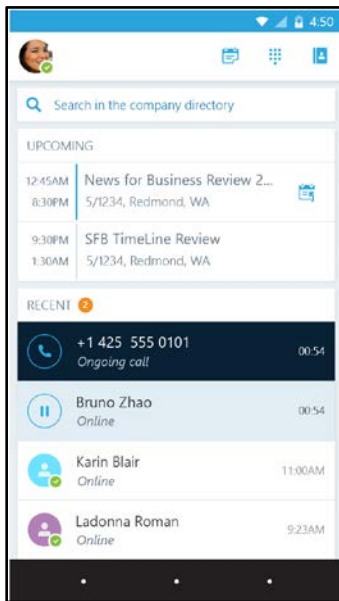 4:50
Search in the company directory
UPCOMING
12:45AM News for Business Review 2...
8:30PM 5/1234, Redmond, WA
9:30PM SFB TimeLine Review
1:30AM 5/1234, Redmond, WA
RECENT 2
+1 425 555 0101 00:54
Ongoing call
Bruno Zhao 00:54
Online
Karin Blair 11:00AM
Online
Ladonna Roman 9:23AM
Online